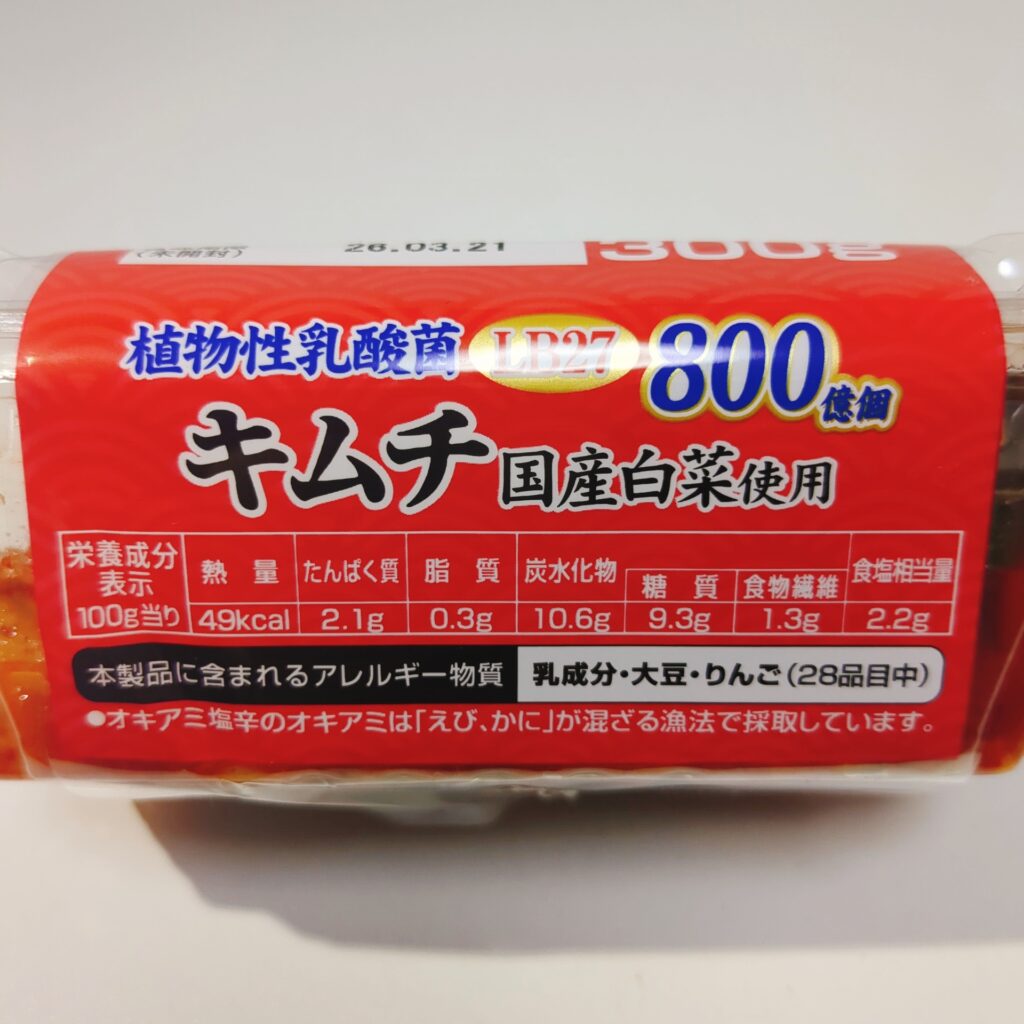 (未開封) 26.03.21 300g
植物性乳酸菌 LB27 800億個
キムチ 国産白菜使用
栄養成分表示 100g当り 熱量 たんぱく質 脂質 炭水化物 糖質 食物繊維 食塩相当量
49kcal 2.1g 0.3g 10.6g 9.3g 1.3g 2.2g
本製品に含まれるアレルギー物質 乳成分・大豆・りんご(28品目中)
●オキアミ塩辛のオキアミは「えび、かに」が混ざる漁法で採取しています。